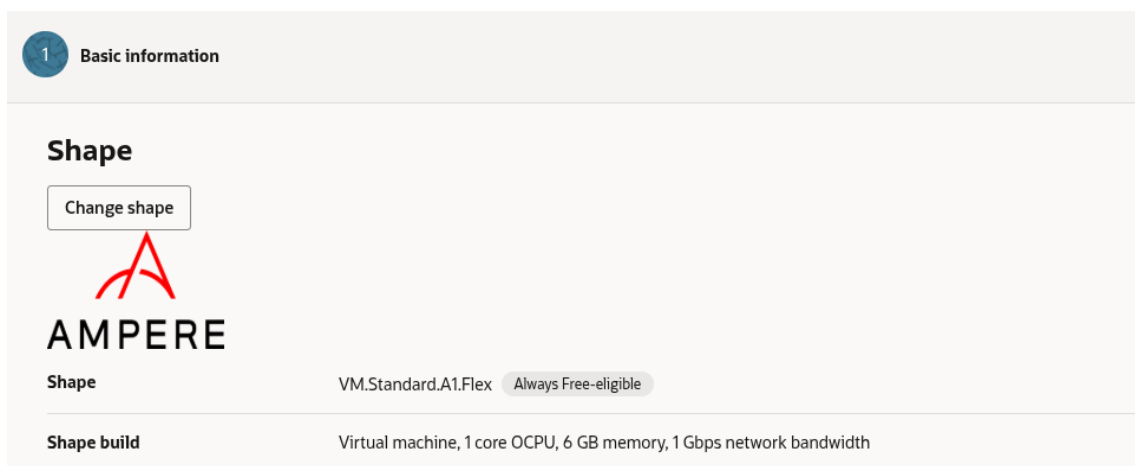 1 Basic information
Shape
Change shape
AMPERE
Shape VM.Standard.A1.Flex Always Free-eligible
Shape build Virtual machine, 1 core OCPU, 6 GB memory, 1 Gbps network bandwidth